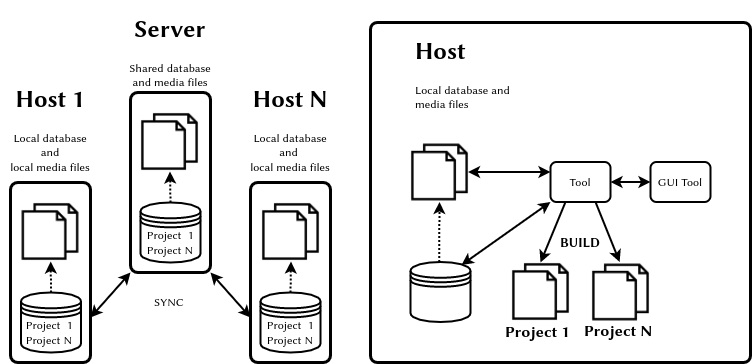 Server
Shared database
and media files
Host 1
Local database
and
local media files
Project 1
Project N
Host N
Local database
and
local media files
Project 1
Project N
SYNC
Project 1
Project N
Host
Local database and
media files
Tool
GUI Tool
BUILD
Project 1
Project N